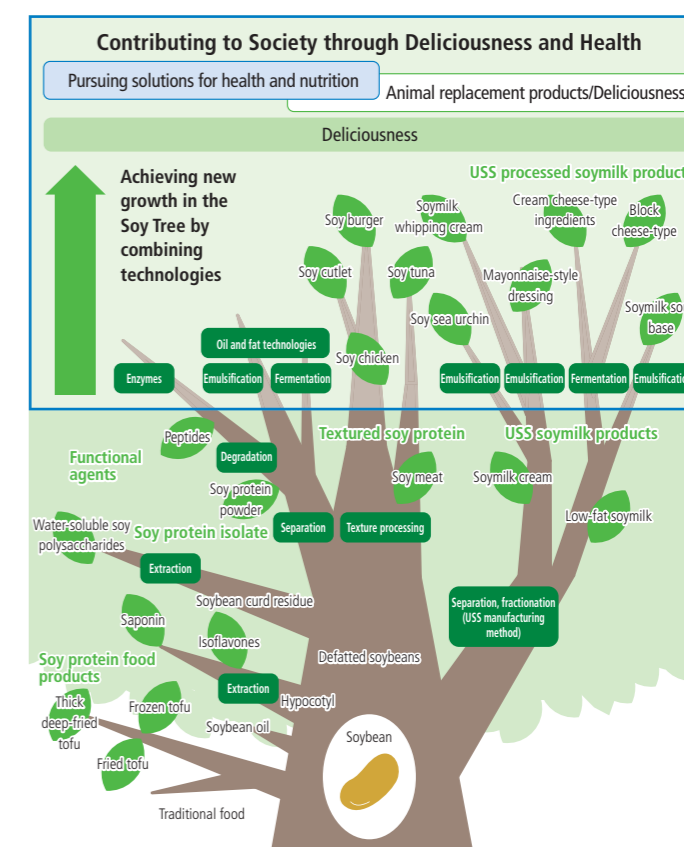 Contributing to Society through Deliciousness and Health
Pursuing solutions for health and nutrition
Animal replacement products/Deliciousness
Deliciousness
Achieving new
growth in the
Soy Tree by
combining
technologies
USS processed soymilk product
Soy burger
Soymilk
whipping cream
Cream cheese-type
ingredients
Block
cheese-type
Soy cutlet
Soy tuna
Mayonnaise-style
dressing
Soy sea urchin
Soymilk so
base
Oil and fat technologies
Soy chicken
Enzymes
Emulsification
Fermentation
Emulsification
Emulsification
Fermentation
Emulsificatio
Peptides
Textured soy protein
USS soymilk products
Functional
agents
Degradation
Soy meat
Soymilk cream
Soy protein
powder
Low-fat soymilk
Water-soluble soy
polysaccharides
Soy protein isolate
Separation
Texture processing
Extraction
Soybean curd residue
Separation, fractionation
(USS manufacturing
method)
Saponin
Isoflavones
Defatted soybeans
Soy protein food
products
Extraction
Hypocotyl
Thick
deep-fried
tofu
Frozen tofu
Soybean oil
Soybean
Fried tofu
Traditional food